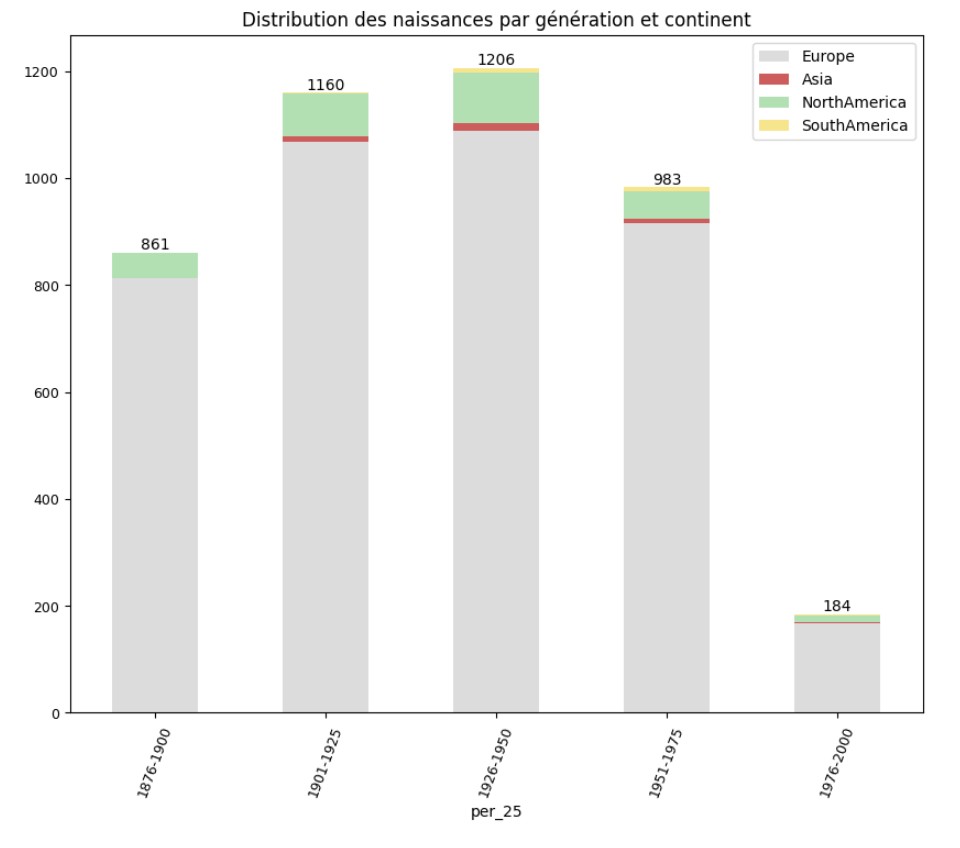 Distribution des naissances par génération et continent
Europe
Asia
NorthAmerica
SouthAmerica
1200
1000
800
600
400
200
0
861
1160
1206
983
184
1876-1900
1901-1925
1926-1950
1951-1975
1976-2000
per_25